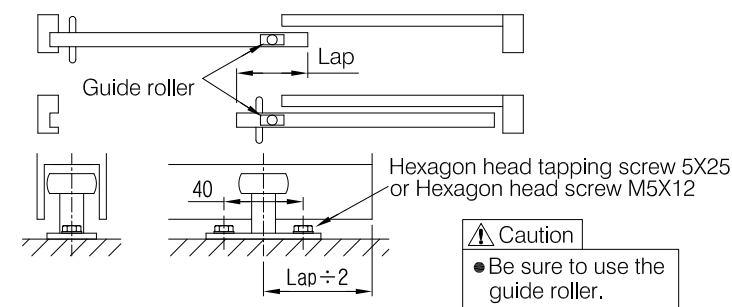 Lap
Guide roller
Hexagon head tapping screw 5X25
or Hexagon head screw M5X12
40
Caution
Lap÷2
●Be sure to use the
guide roller.